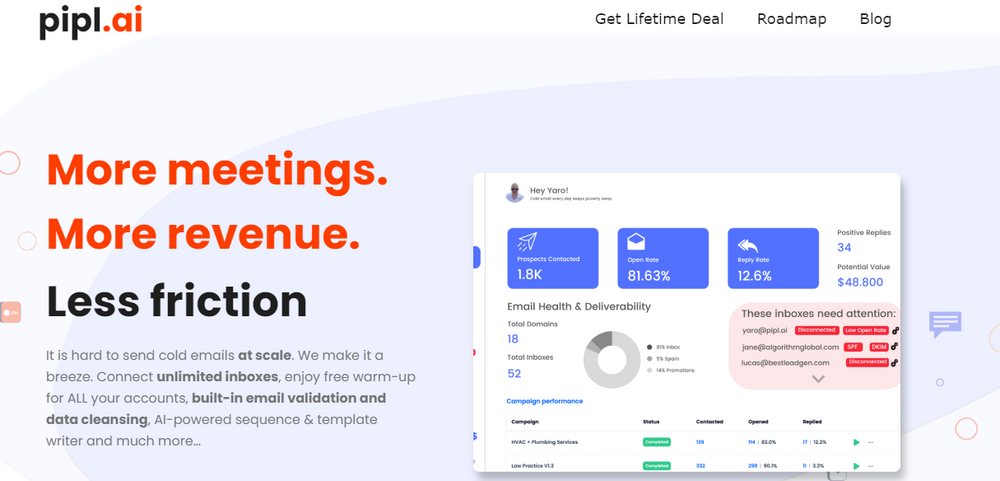 pipl.ai
Get Lifetime Deal Roadmap Blog
More meetings.
More revenue.
Less friction
It is hard to send cold emails at scale. We make it a
breeze. Connect unlimited inboxes, enjoy free warm-up
for ALL your accounts, built-in email validation and
data cleansing, AI-powered sequence & template
writer and much more...
Hey Yaro!
Cold email every day keeps poverty away
Prospects Contacted
1.8K
Open Rate
81.63%
Reply Rate
12.6%
Positive Replies
34
Potential Value
$48.800
Email Health & Deliverability
Total Domains
18
Total Inboxes
52
81% Inbox
5% Spam
14% Promotions
These inboxes need attention:
yaro@pipl.ai Disconnected Low Open Rate
jane@algorithmglobal.com SPF DKIM
lucas@bestleadgen.com Disconnected
Campaign performance
Campaign Status Contacted Opened Replied
HVAC + Plumbing Services Completed 139 114 | 82.0% 17 | 12.2%
Law Practice V1.3 Completed 332 299 | 90.1% 11 | 3.3%